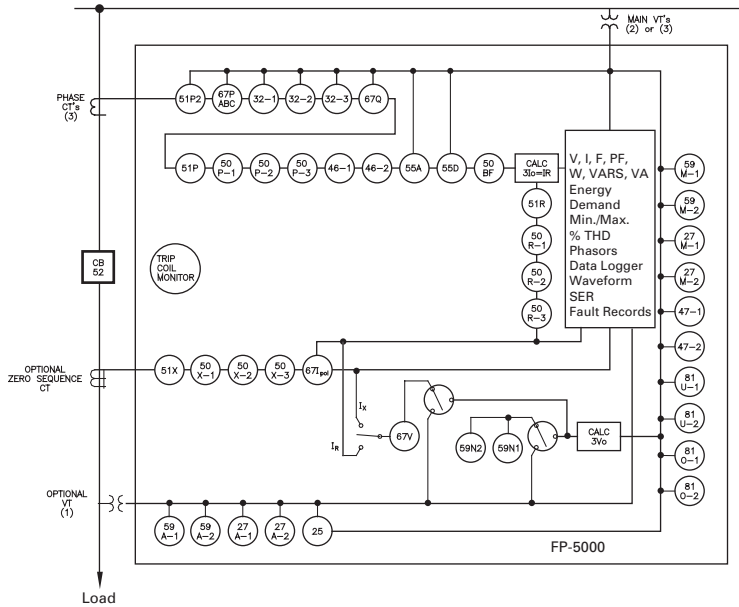 MAIN VT's
(2) or (3)
PHASE
CT's
(3)
51P2
67P
ABC
32-1
32-2
32-3
67Q
51P
50
P-1
50
P-2
50
P-3
46-1
46-2
55A
55D
50
BF
CALC
3Io=IR
V, I, F, PF,
W, VARS, VA
Energy
Demand
Min./Max.
% THD
Phasors
Data Logger
Waveform
SER
Fault Records
59
M-1
59
M-2
27
M-1
27
M-2
47-1
47-2
81
U-1
81
U-2
81
O-1
81
O-2
51R
50
R-1
50
R-2
50
R-3
CB
52
TRIP
COIL
MONITOR
OPTIONAL
ZERO SEQUENCE
CT
51X
50
X-1
50
X-2
50
X-3
67Ipol
IX
IR
67V
59N2
59N1
CALC
3Vo
OPTIONAL
VT
(1)
59
A-1
59
A-2
27
A-1
27
A-2
25
FP-5000
Load